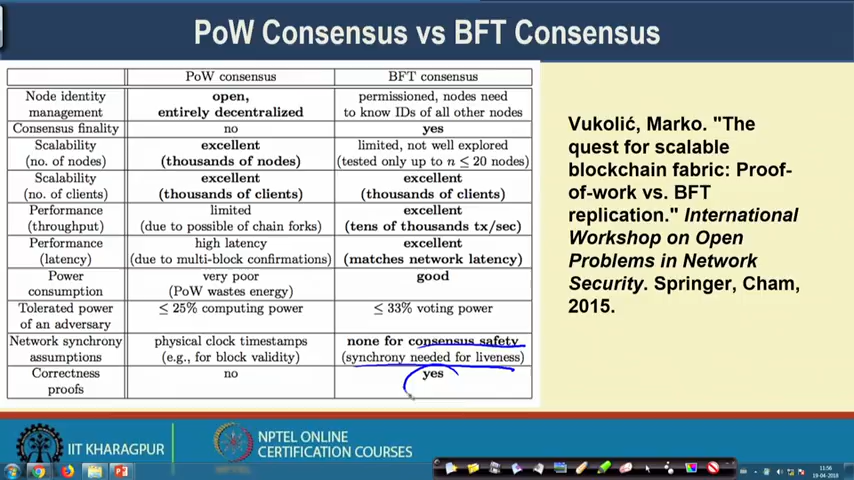 PoW Consensus vs BFT Consensus
PoW consensus BFT consensus
Node identity open, permissioned, nodes need
management entirely decentralized to know IDs of all other nodes
Consensus finality no yes
Scalability excellent limited, not well explored
(no. of nodes) (thousands of nodes) (tested only up to n ≤ 20 nodes)
Scalability excellent excellent
(no. of clients) (thousands of clients) (thousands of clients)
Performance limited excellent
(throughput) (due to possible of chain forks) (tens of thousands tx/sec)
Performance high latency excellent
(latency) (due to multi-block confirmations) (matches network latency)
Power very poor good
consumption (PoW wastes energy)
Tolerated power ≤ 25% computing power ≤ 33% voting power
of an adversary
Network synchrony physical clock timestamps none for consensus safety
assumptions (e.g., for block validity) (synchrony needed for liveness)
Correctness no yes
proofs
Vukolić, Marko. "The
quest for scalable
blockchain fabric: Proof-
of-work vs. BFT
replication." International
Workshop on Open
Problems in Network
Security. Springer, Cham,
2015.
IIT KHARAGPUR
NPTEL ONLINE
CERTIFICATION COURSES
11:56
19-04-2018